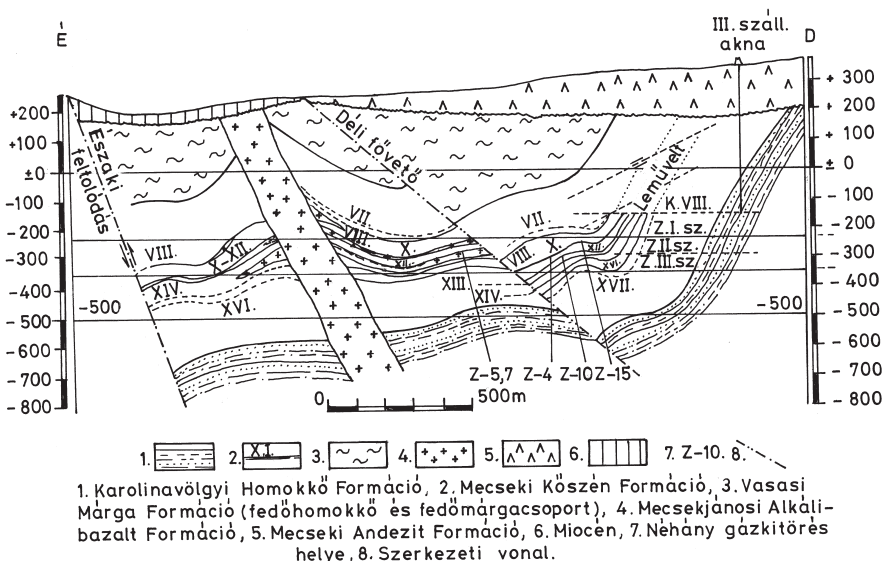 III. száll.
akna
É
D
+200
+100
±0
-100
-200
-300
-400
-500
-600
-700
-800
+ 300
+ 200
+ 100
± 0
- 100
- 200
- 300
- 400
- 500
- 600
- 700
- 800
Északi
feltolódás
Déli fővető
Leművelt
K.VIII.
Z.I. sz.
Z.II sz.
Z.III.sz
VII.
VIII.
X
XII.
VII.
VIII.
X
XII.
XVI.
XVII.
VIII.
X
XII.
XIV.
XVI.
XIII.
XIV.
-500
-500
Z-5,7
Z-4
Z-10
Z-15
0
500m
1.
2.
X.I.
3.
4.
5.
6.
7. Z-10.
8.
1. Karolinavölgyi Homokkő Formáció, 2. Mecseki Kőszén Formáció, 3. Vasasi
Márga Formáció (fedőhomokkő és fedőmárgacsoport), 4. Mecsekjánosi Alkáli-
bazalt Formáció, 5. Mecseki Andezit Formáció, 6. Miocén, 7. Néhány gázkitörés
helye, 8. Szerkezeti vonal.